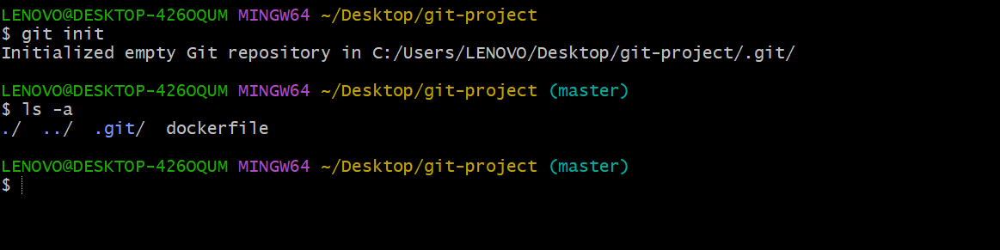 LENOVO@DESKTOP-426OQUM MINGW64 ~/Desktop/git-project
$ git init
Initialized empty Git repository in C:/Users/LENOVO/Desktop/git-project/.git/
LENOVO@DESKTOP-426OQUM MINGW64 ~/Desktop/git-project (master)
$ ls -a
./  ../  .git/  dockerfile
LENOVO@DESKTOP-426OQUM MINGW64 ~/Desktop/git-project (master)
$